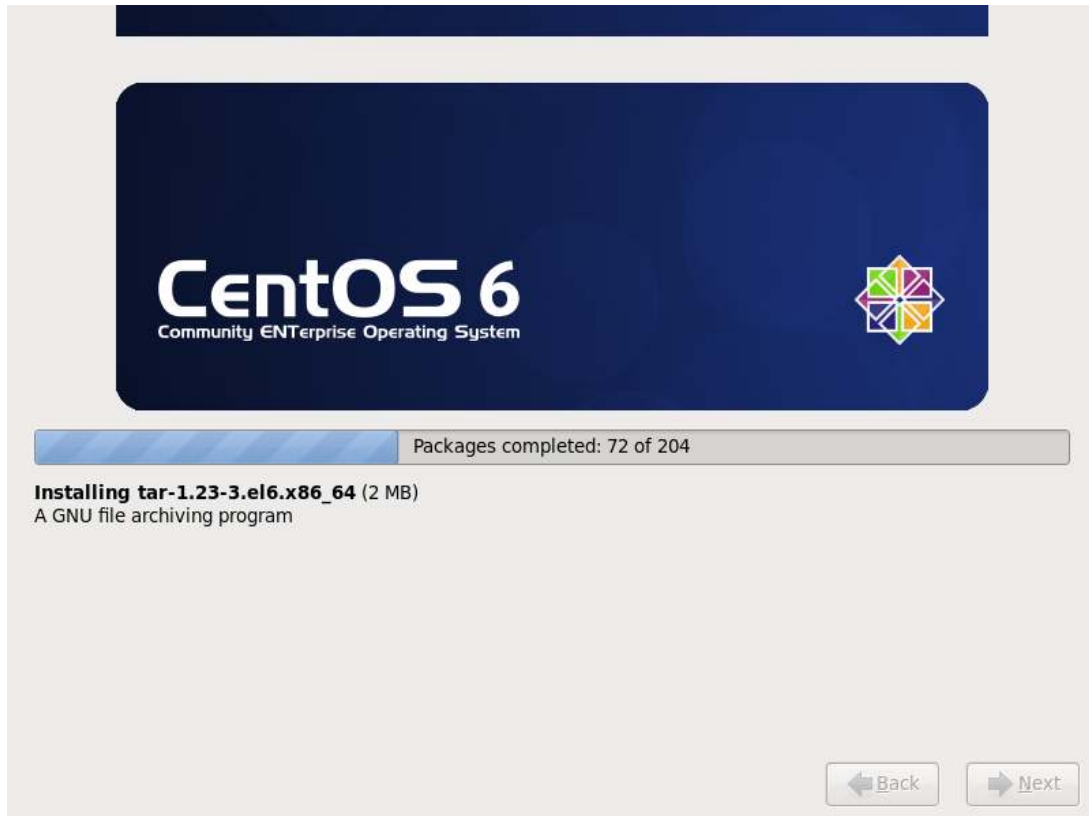 CentOS 6
Community ENTerprise Operating System
Packages completed: 72 of 204
Installing tar-1.23-3.el6.x86_64 (2 MB)
A GNU file archiving program
Back
Next